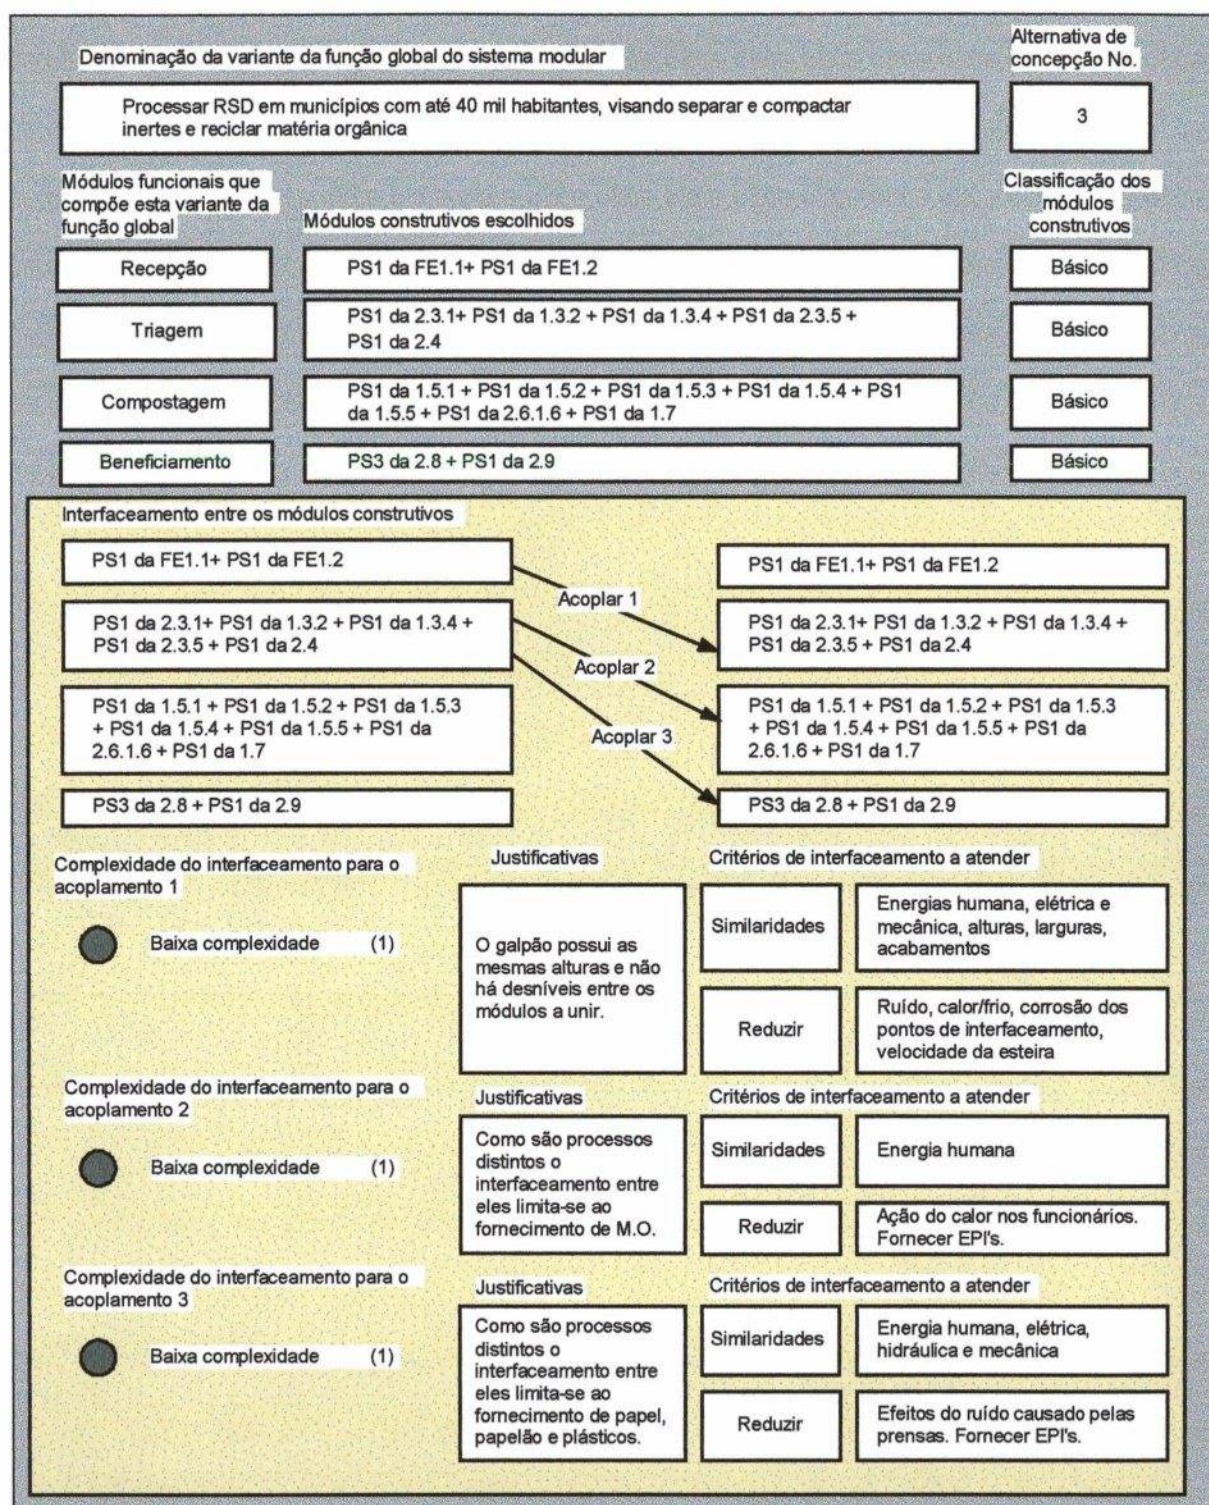 Denominação da variante da função global do sistema modular
Alternativa de
concepção No.
Processar RSD em municípios com até 40 mil habitantes, visando separar e compactar
inertes e reciclar matéria orgânica
3
Módulos funcionais que
compõe esta variante da
função global
Módulos construtivos escolhidos
Classificação dos
módulos
construtivos
Recepção
PS1 da FE1.1+ PS1 da FE1.2
Básico
Triagem
PS1 da 2.3.1+ PS1 da 1.3.2 + PS1 da 1.3.4 + PS1 da 2.3.5 +
PS1 da 2.4
Básico
Compostagem
PS1 da 1.5.1 + PS1 da 1.5.2 + PS1 da 1.5.3 + PS1 da 1.5.4 + PS1
da 1.5.5 + PS1 da 2.6.1.6 + PS1 da 1.7
Básico
Beneficiamento
PS3 da 2.8 + PS1 da 2.9
Básico
Interfaceamento entre os módulos construtivos
PS1 da FE1.1+ PS1 da FE1.2
PS1 da FE1.1+ PS1 da FE1.2
Acoplar 1
PS1 da 2.3.1+ PS1 da 1.3.2 + PS1 da 1.3.4 +
PS1 da 2.3.5 + PS1 da 2.4
PS1 da 2.3.1+ PS1 da 1.3.2 + PS1 da 1.3.4 +
PS1 da 2.3.5 + PS1 da 2.4
Acoplar 2
PS1 da 1.5.1 + PS1 da 1.5.2 + PS1 da 1.5.3
+ PS1 da 1.5.4 + PS1 da 1.5.5 + PS1 da
2.6.1.6 + PS1 da 1.7
PS1 da 1.5.1 + PS1 da 1.5.2 + PS1 da 1.5.3
+ PS1 da 1.5.4 + PS1 da 1.5.5 + PS1 da
2.6.1.6 + PS1 da 1.7
Acoplar 3
PS3 da 2.8 + PS1 da 2.9
PS3 da 2.8 + PS1 da 2.9
Complexidade do interfaceamento para o
acoplamento 1
Justificativas
Critérios de interfaceamento a atender
Baixa complexidade (1)
O galpão possui as
mesmas alturas e não
há desníveis entre os
módulos a unir.
Similaridades
Energias humana, elétrica e
mecânica, alturas, larguras,
acabamentos
Reduzir
Ruído, calor/frio, corrosão dos
pontos de interfaceamento,
velocidade da esteira
Complexidade do interfaceamento para o
acoplamento 2
Justificativas
Critérios de interfaceamento a atender
Baixa complexidade (1)
Como são processos
distintos o
interfaceamento entre
eles limita-se ao
fornecimento de M.O.
Similaridades
Energia humana
Reduzir
Ação do calor nos funcionários.
Fornecer EPI's.
Complexidade do interfaceamento para o
acoplamento 3
Justificativas
Critérios de interfaceamento a atender
Baixa complexidade (1)
Como são processos
distintos o
interfaceamento entre
eles limita-se ao
fornecimento de papel,
papelão e plásticos.
Similaridades
Energia humana, elétrica,
hidráulica e mecânica
Reduzir
Efeitos do ruído causado pelas
prensas. Fornecer EPI's.